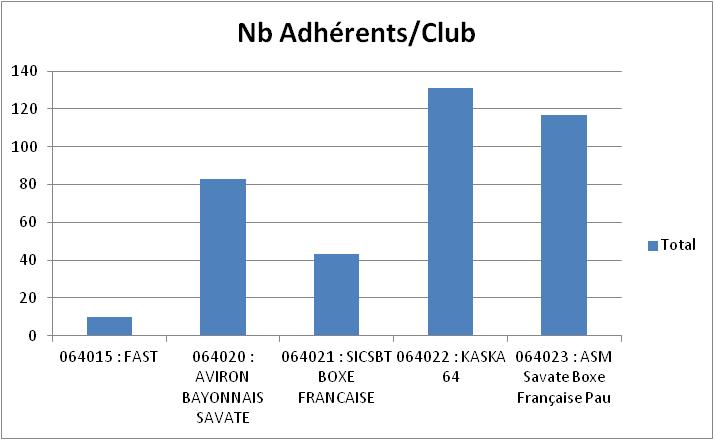 Nb Adhérents/Club
140
120
100
80
60
40
20
0
064015 : FAST
064020 :
AVIRON
BAYONNAIS
SAVATE
064021 : SICSBT
BOXE
FRANCAISE
064022 : KASKA
64
064023 : ASM
Savate Boxe
Française Pau
Total